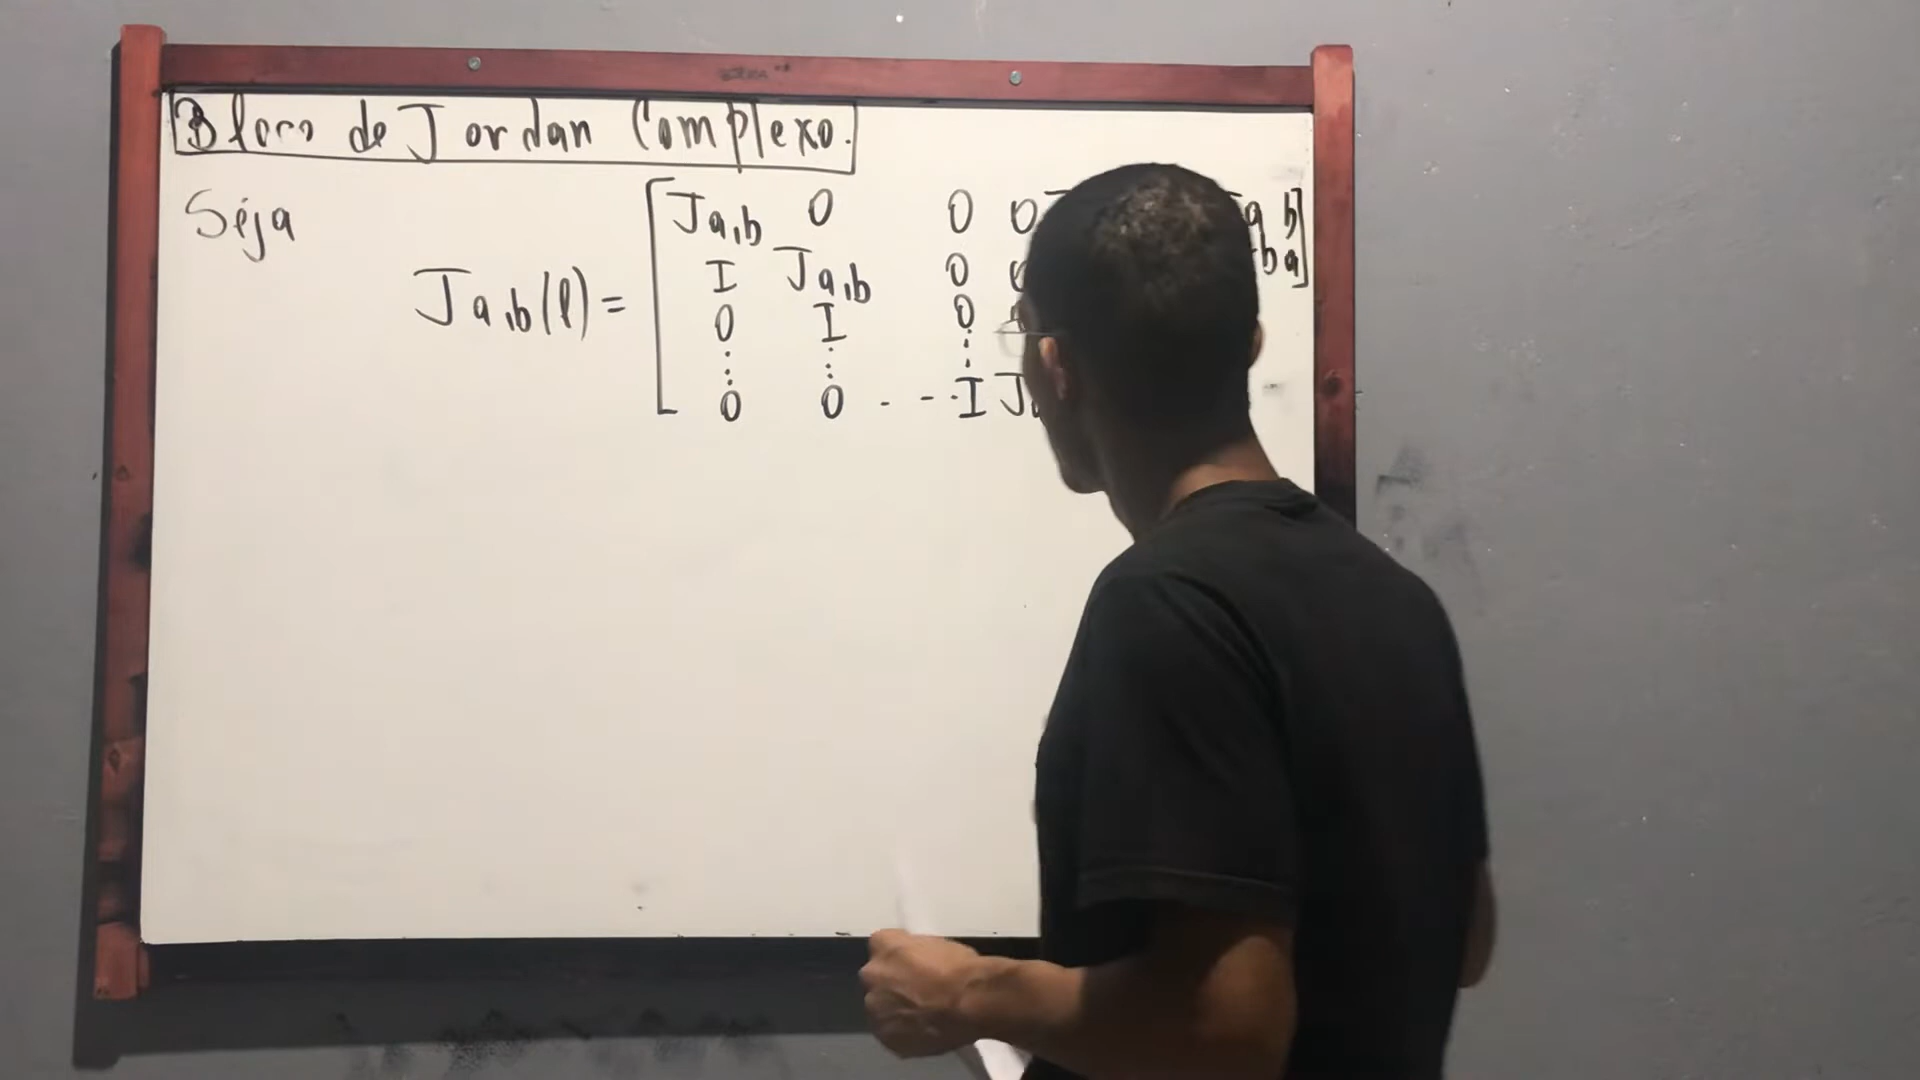 Bloco de Jordan Complexo.
Seja
Ja,b(l) = [ Ja,b 0 0 0 a b ]
I Ja,b 0 b a
0 I 0
⋮ ⋮ ⋮
0 0 . - - . I J